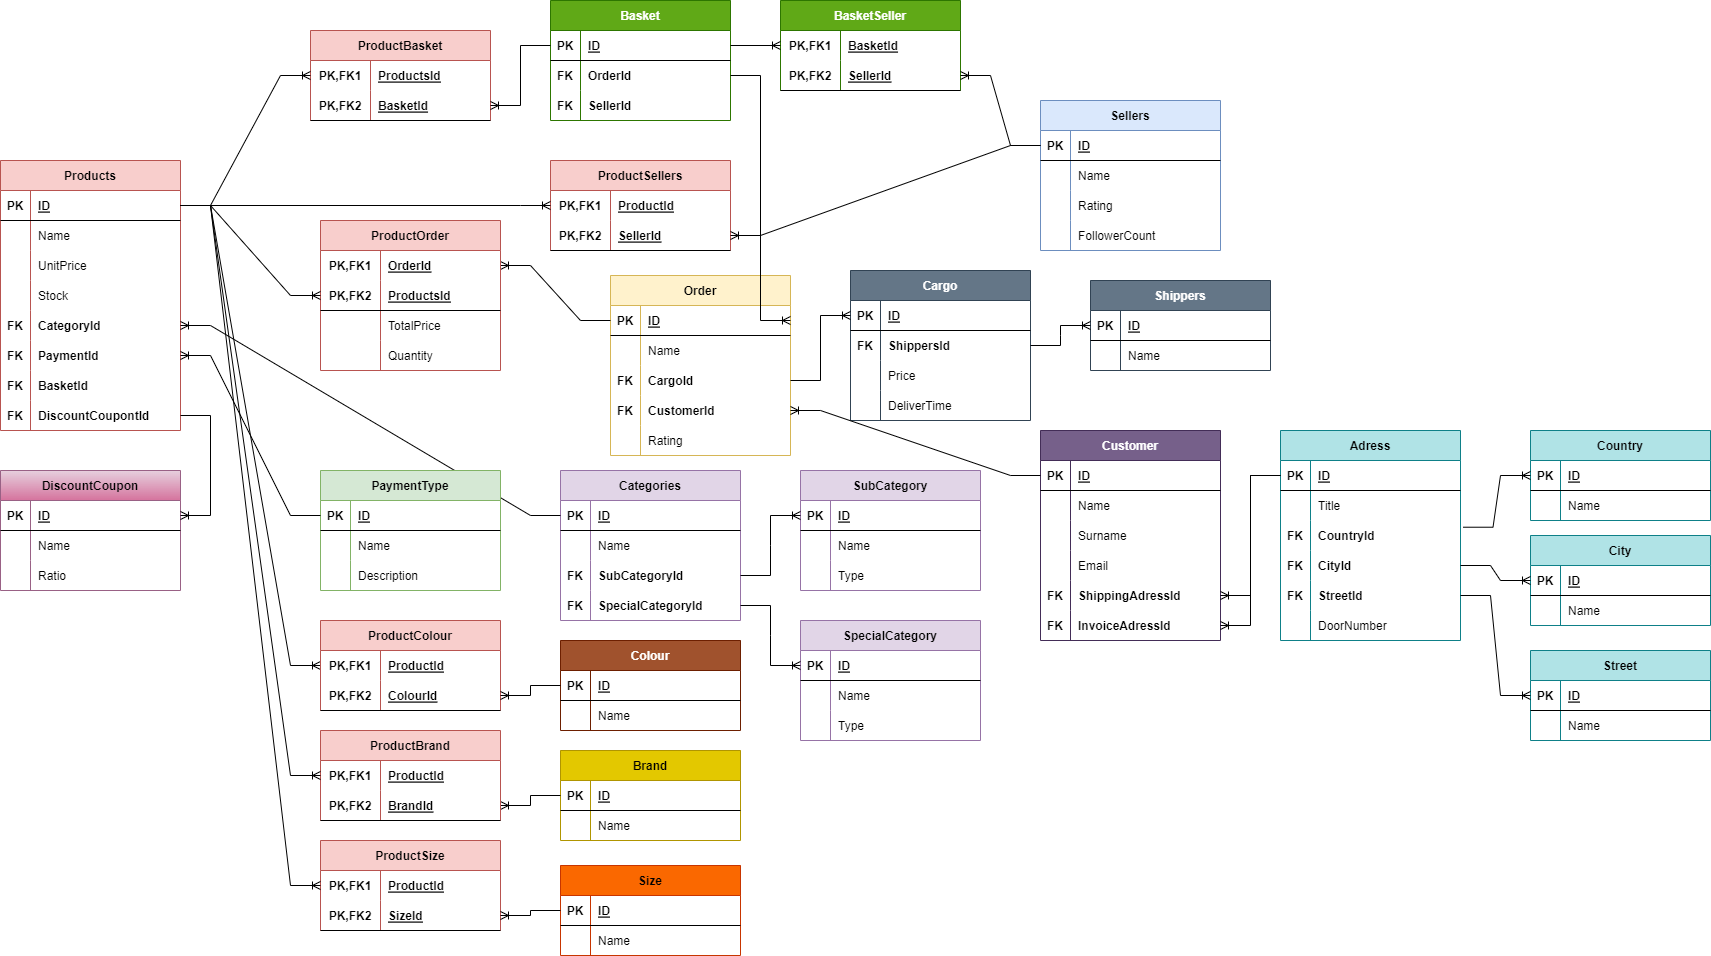 Basket
PK ID
FK OrderId
FK SellerId
BasketSeller
PK,FK1 BasketId
PK,FK2 SellerId
ProductBasket
PK,FK1 ProductsId
PK,FK2 BasketId
Sellers
PK ID
Name
Rating
FollowerCount
Products
PK ID
Name
UnitPrice
Stock
FK CategoryId
FK PaymentId
FK BasketId
FK DiscountCoupontId
ProductSellers
PK,FK1 ProductId
PK,FK2 SellerId
ProductOrder
PK,FK1 OrderId
PK,FK2 ProductsId
TotalPrice
Quantity
Order
PK ID
Name
FK CargoId
FK CustomerId
Rating
Cargo
PK ID
FK ShippersId
Price
DeliverTime
Shippers
PK ID
Name
Customer
PK ID
Name
Surname
Email
FK ShippingAdressId
FK InvoiceAdressId
Adress
PK ID
Title
FK CountryId
FK CityId
FK StreetId
DoorNumber
Country
PK ID
Name
City
PK ID
Name
Street
PK ID
Name
DiscountCoupon
PK ID
Name
Ratio
PaymentType
PK ID
Name
Description
Categories
PK ID
Name
FK SubCategoryId
FK SpecialCategoryId
SubCategory
PK ID
Name
Type
SpecialCategory
PK ID
Name
Type
ProductColour
PK,FK1 ProductId
PK,FK2 ColourId
Colour
PK ID
Name
ProductBrand
PK,FK1 ProductId
PK,FK2 BrandId
Brand
PK ID
Name
ProductSize
PK,FK1 ProductId
PK,FK2 SizeId
Size
PK ID
Name